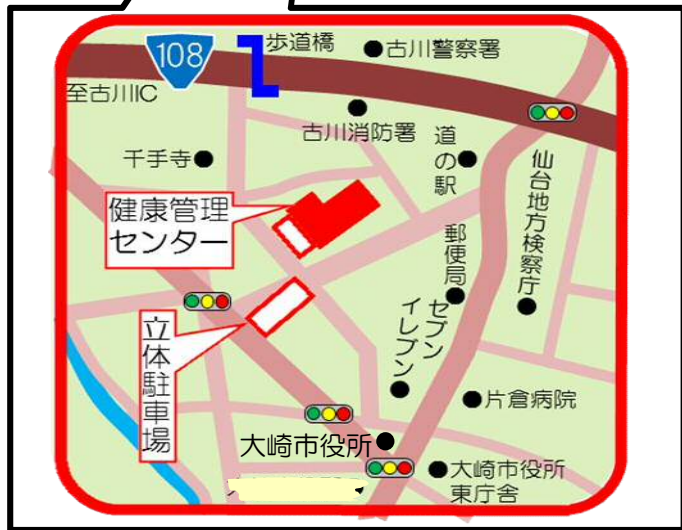 108
歩道橋
古川警察署
至古川IC
古川消防署
千手寺
道の駅
仙台地方検察庁
健康管理
センター
郵便局
セブン
イレブン
立体駐車場
片倉病院
大崎市役所
大崎市役所
東庁舎